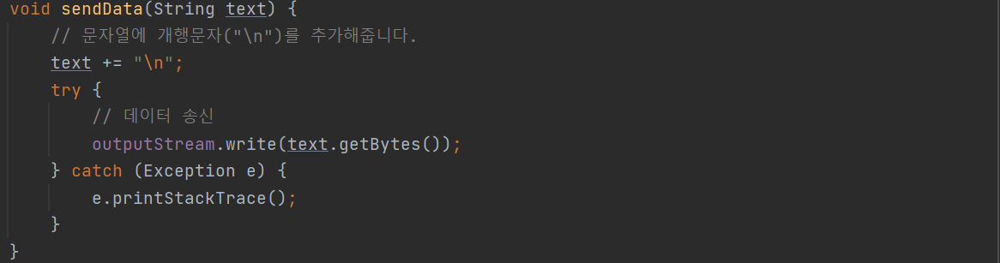 void sendData(String text) {
// 문자열에 개행문자("\n")를 추가해줍니다.
text += "\n";
try {
// 데이터 송신
outputStream.write(text.getBytes());
} catch (Exception e) {
e.printStackTrace();
}
}